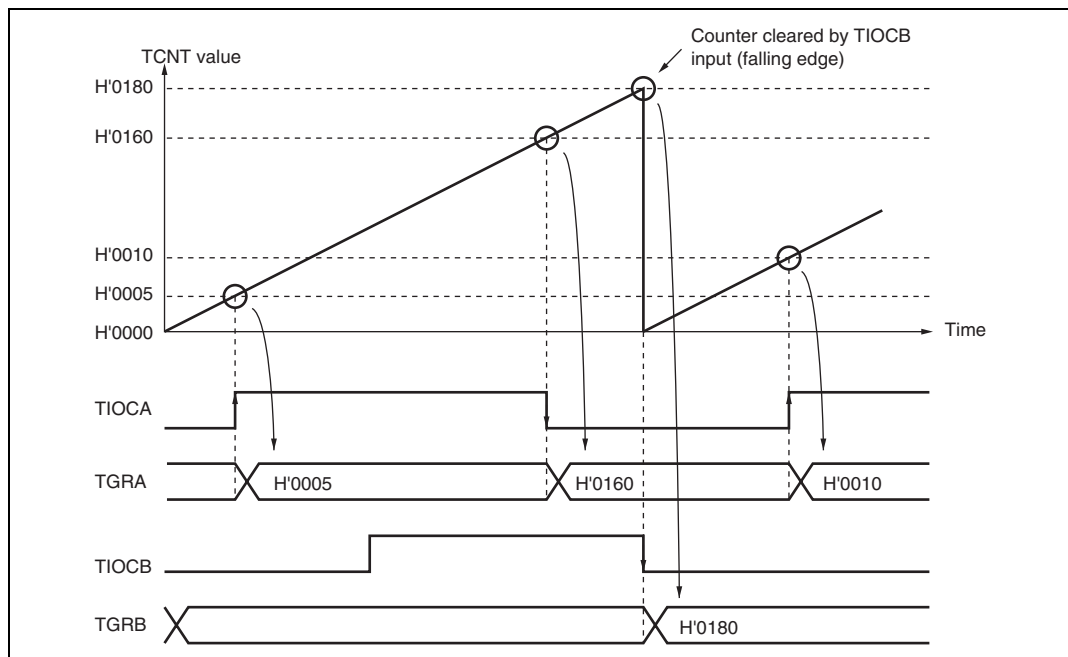 Counter cleared by TIOCB
input (falling edge)
TCNT value
H'0180
H'0160
H'0010
H'0005
H'0000
Time
TIOCA
TGRA
H'0005
H'0160
H'0010
TIOCB
TGRB
H'0180